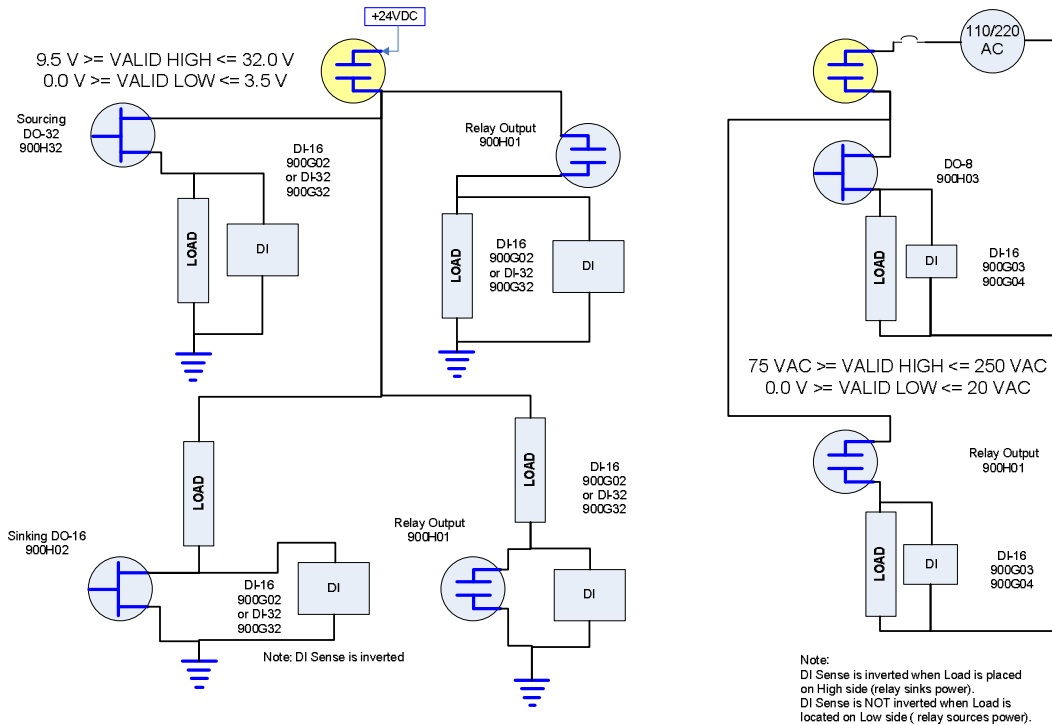 +24VDC
9.5 V >= VALID HIGH <= 32.0 V
0.0 V >= VALID LOW <= 3.5 V
Sourcing
DO-32
900H32
DI-16
900G02
or DI-32
900G32
LOAD
DI
Relay Output
900H01
LOAD
DI-16
900G02
or DI-32
900G32
DI
LOAD
Sinking DO-16
900H02
DI-16
900G02
or DI-32
900G32
DI
Note: DI Sense is inverted
LOAD
DI-16
900G02
or DI-32
900G32
Relay Output
900H01
DI
110/220
AC
DO-8
900H03
LOAD
DI
DI-16
900G03
900G04
75 VAC >= VALID HIGH <= 250 VAC
0.0 V >= VALID LOW <= 20 VAC
Relay Output
900H01
LOAD
DI
DI-16
900G03
900G04
Note:
DI Sense is inverted when Load is placed
on High side (relay sinks power).
DI Sense is NOT inverted when Load is
located on Low side ( relay sources power).